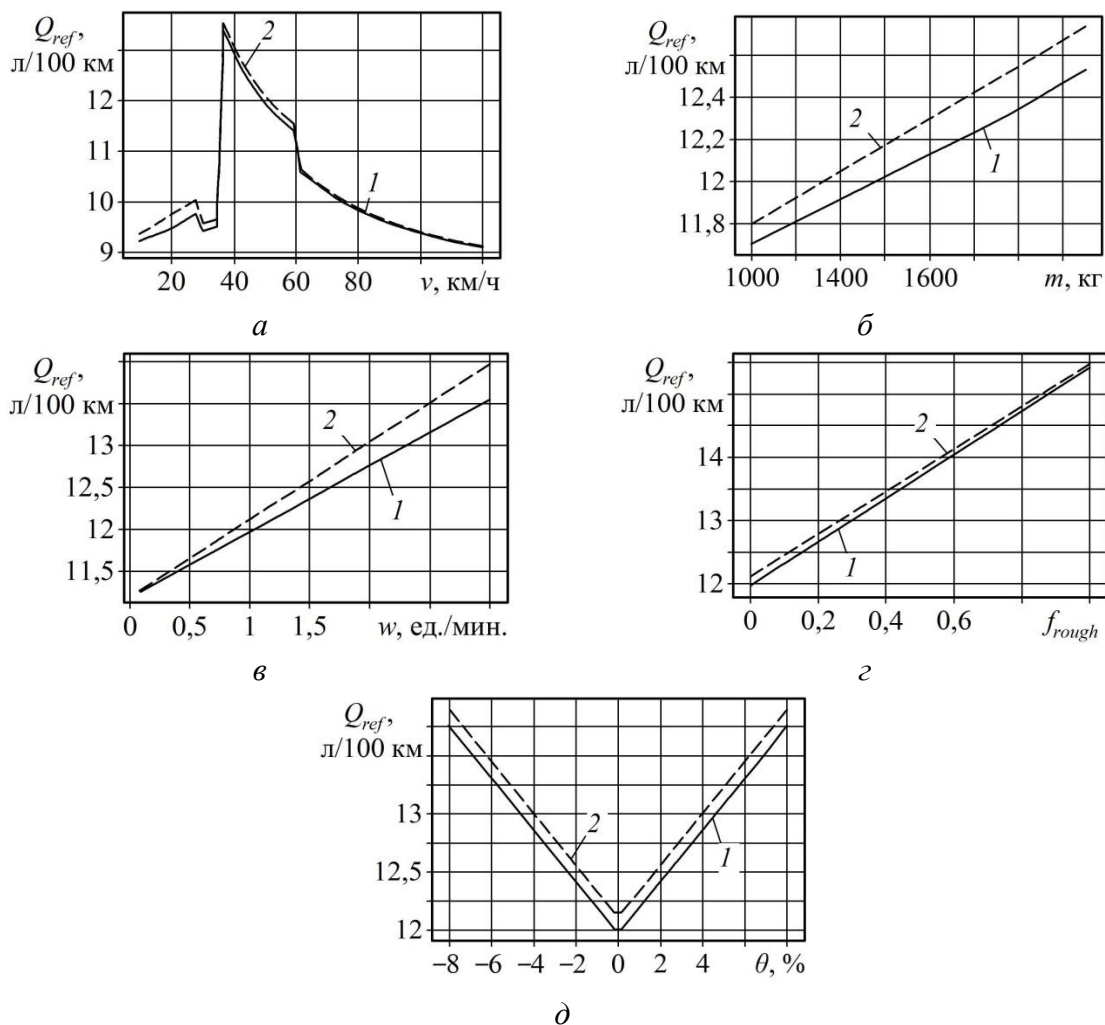 Q_ref,
л/100 км
12
11
10
9
2
1
20 40 60 80 v, км/ч
а
Q_ref,
л/100 км
12,4
12,2
12
11,8
2
1
1000 1400 1600 m, кг
б
Q_ref,
л/100 км
13
12,5
12
11,5
2
1
0 0,5 1 1,5 w, ед./мин.
в
Q_ref,
л/100 км
14
13
12
2
1
0 0,2 0,4 0,6 f_rough
г
Q_ref,
л/100 км
13
12,5
12
2
1
−8 −6 −4 −2 0 2 4 θ, %
д